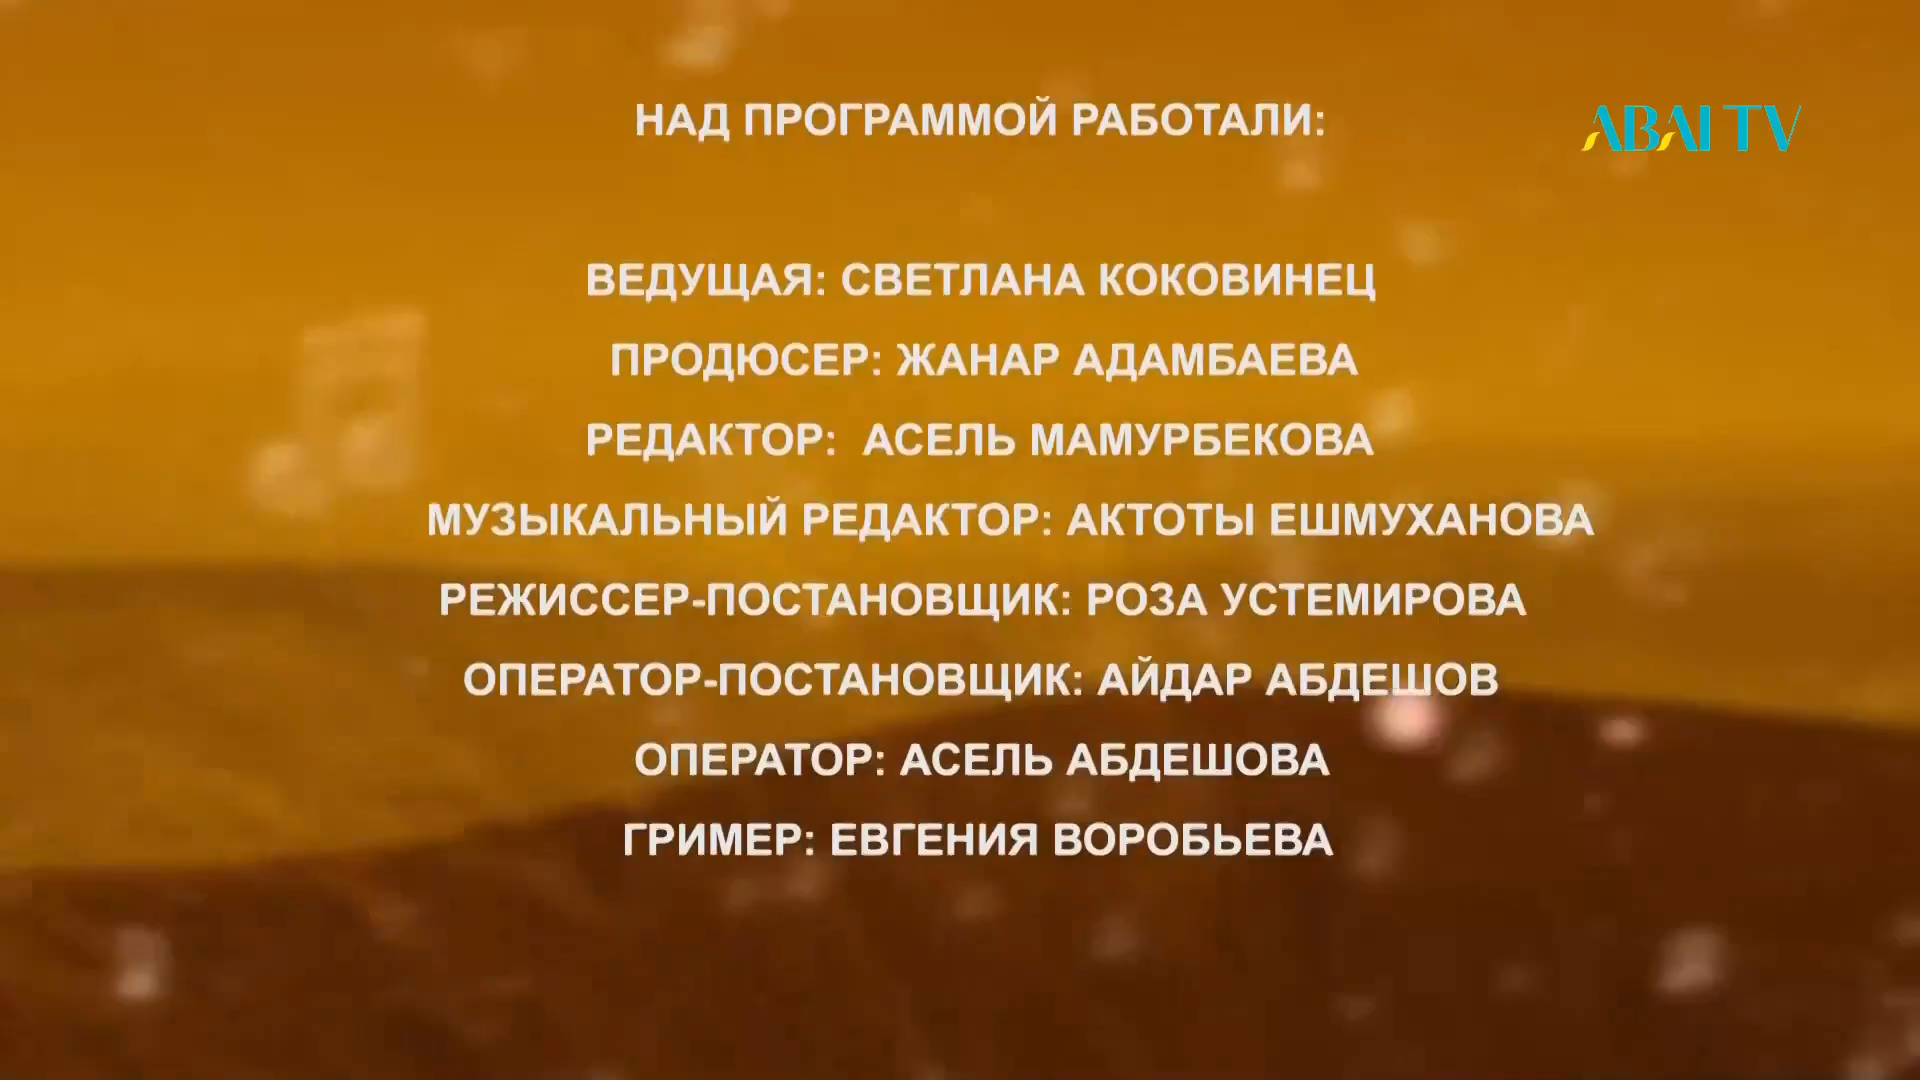 НАД ПРОГРАММОЙ РАБОТАЛИ:
ABAI TV
ВЕДУЩАЯ: СВЕТЛАНА КОКОВИНЕЦ
ПРОДЮСЕР: ЖАНАР АДАМБАЕВА
РЕДАКТОР:  АСЕЛЬ МАМУРБЕКОВА
МУЗЫКАЛЬНЫЙ РЕДАКТОР: АКТОТЫ ЕШМУХАНОВА
РЕЖИССЕР-ПОСТАНОВЩИК: РОЗА УСТЕМИРОВА
ОПЕРАТОР-ПОСТАНОВЩИК: АЙДАР АБДЕШОВ
ОПЕРАТОР: АСЕЛЬ АБДЕШОВА
ГРИМЕР: ЕВГЕНИЯ ВОРОБЬЕВА